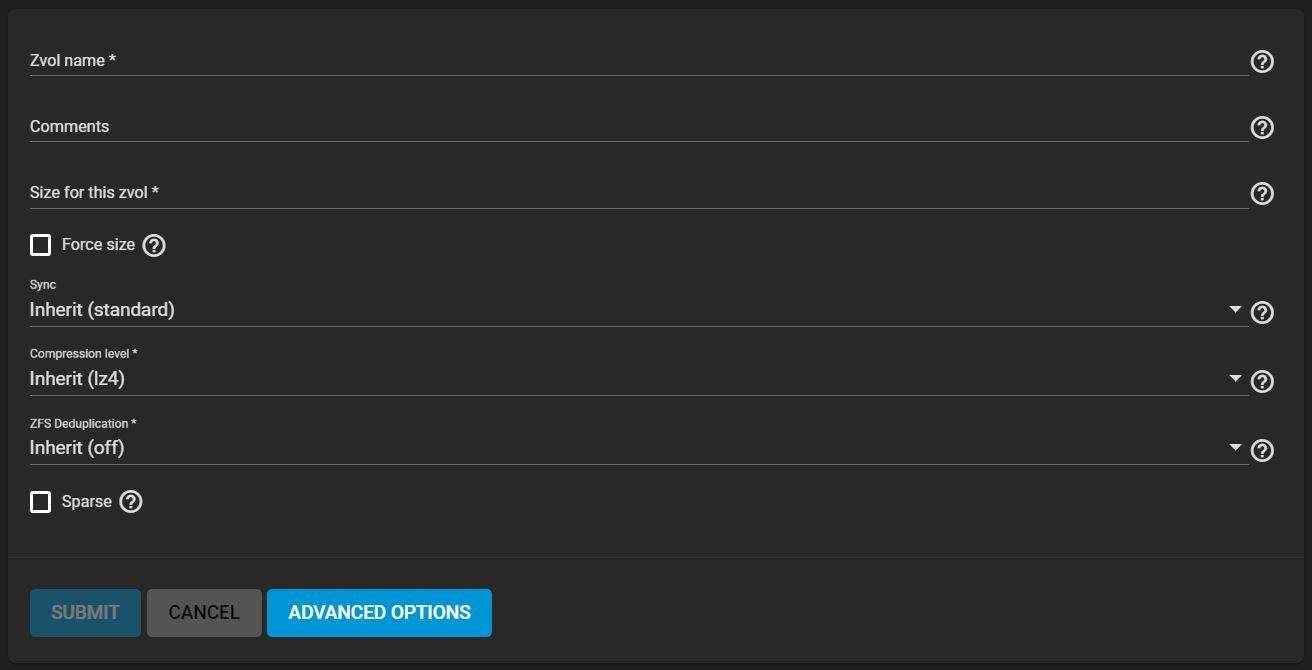 Zvol name *
Comments
Size for this zvol *
Force size
Sync
Inherit (standard)
Compression level *
Inherit (lz4)
ZFS Deduplication *
Inherit (off)
Sparse
SUBMIT CANCEL ADVANCED OPTIONS